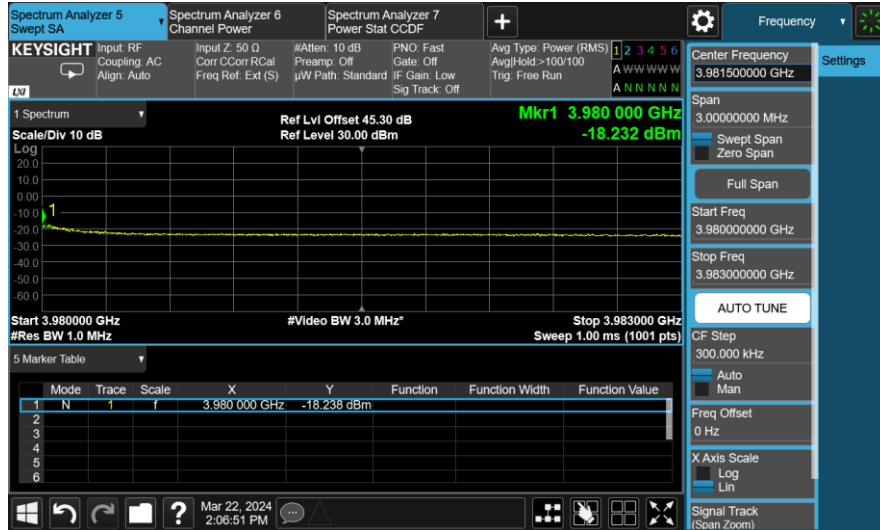 Spectrum Analyzer 5
Swept SA
Spectrum Analyzer 6
Channel Power
Spectrum Analyzer 7
Power Stat CCDF
Frequency
KEYSIGHT
LXI
Input: RF
Coupling: AC
Align: Auto
Input Z: 50 Ω
Corr CCorr RCal
Freq Ref: Ext (S)
#Atten: 10 dB
Preamp: Off
µW Path: Standard
PNO: Fast
Gate: Off
IF Gain: Low
Sig Track: Off
Avg Type: Power (RMS)
Avg|Hold:>100/100
Trig: Free Run
1 2 3 4 5 6
A W W W W W
A N N N N N
1 Spectrum
Scale/Div 10 dB
Ref Lvl Offset 45.30 dB
Ref Level 30.00 dBm
Mkr1 3.980 000 GHz
-18.232 dBm
Log
20.0
10.0
0.00
-10.0
-20.0
-30.0
-40.0
-50.0
-60.0
1
Start 3.980000 GHz
#Res BW 1.0 MHz
#Video BW 3.0 MHz*
Stop 3.983000 GHz
Sweep 1.00 ms (1001 pts)
5 Marker Table
Mode Trace Scale X Y Function Function Width Function Value
1 N 1 f 3.980 000 GHz -18.238 dBm
2
3
4
5
6
Mar 22, 2024
2:06:51 PM
Center Frequency
3.981500000 GHz
Span
3.00000000 MHz
Swept Span
Zero Span
Full Span
Start Freq
3.980000000 GHz
Stop Freq
3.983000000 GHz
AUTO TUNE
CF Step
300.000 kHz
Auto
Man
Freq Offset
0 Hz
X Axis Scale
Log
Lin
Signal Track
(Span Zoom)
Settings